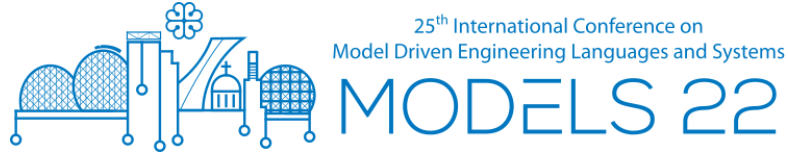 25th International Conference on
Model Driven Engineering Languages and Systems
MODELS 22